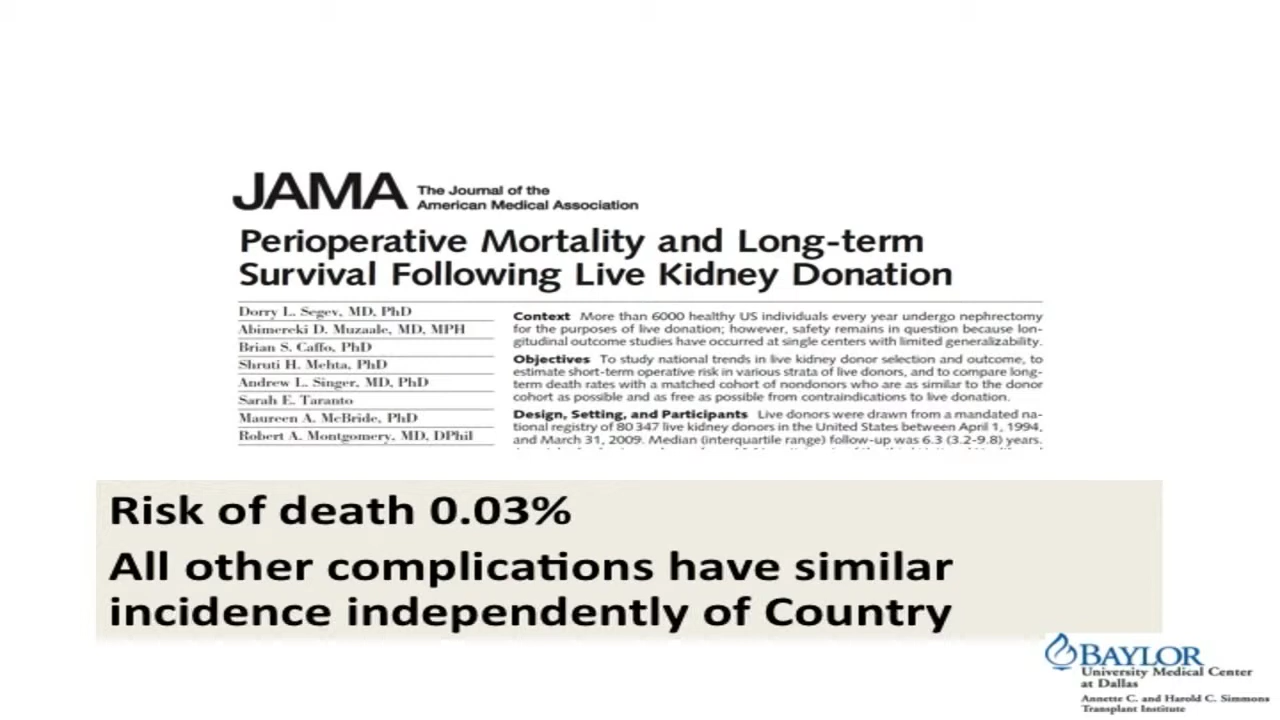 JAMA The Journal of the
American Medical Association
Perioperative Mortality and Long-term
Survival Following Live Kidney Donation
Dorry L. Segev, MD, PhD
Abimereki D. Muzaale, MD, MPH
Brian S. Caffo, PhD
Shruti H. Mehta, PhD
Andrew L. Singer, MD, PhD
Sarah E. Taranto
Maureen A. McBride, PhD
Robert A. Montgomery, MD, DPhil
Context More than 6000 healthy US individuals every year undergo nephrectomy
for the purposes of live donation; however, safety remains in question because lon-
gitudinal outcome studies have occurred at single centers with limited generalizability.
Objectives To study national trends in live kidney donor selection and outcome, to
estimate short-term operative risk in various strata of live donors, and to compare long-
term death rates with a matched cohort of nondonors who are as similar to the donor
cohort as possible and as free as possible from contraindications to live donation.
Design, Setting, and Participants Live donors were drawn from a mandated na-
tional registry of 80 347 live kidney donors in the United States between April 1, 1994,
and March 31, 2009. Median (interquartile range) follow-up was 6.3 (3.2-9.8) years.
Risk of death 0.03%
All other complications have similar
incidence independently of Country
BAYLOR
University Medical Center
at Dallas
Annette C. and Harold C. Simmons
Transplant Institute